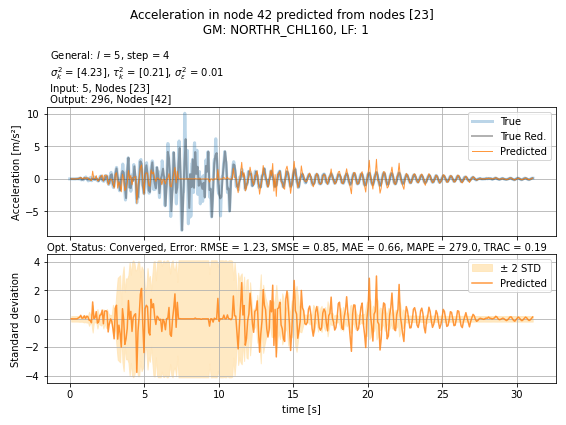 Acceleration in node 42 predicted from nodes [23]
GM: NORTHR_CHL160, LF: 1
General: l = 5, step = 4
σ²ₖ = [4.23], τ²ₖ = [0.21], σ²ε = 0.01
Input: 5, Nodes [23]
Output: 296, Nodes [42]
Acceleration [m/s²]
10
5
0
−5
True
True Red.
Predicted
Opt. Status: Converged, Error: RMSE = 1.23, SMSE = 0.85, MAE = 0.66, MAPE = 279.0, TRAC = 0.19
Standard deviation
4
2
0
−2
−4
± 2 STD
Predicted
0 5 10 15 20 25 30
time [s]